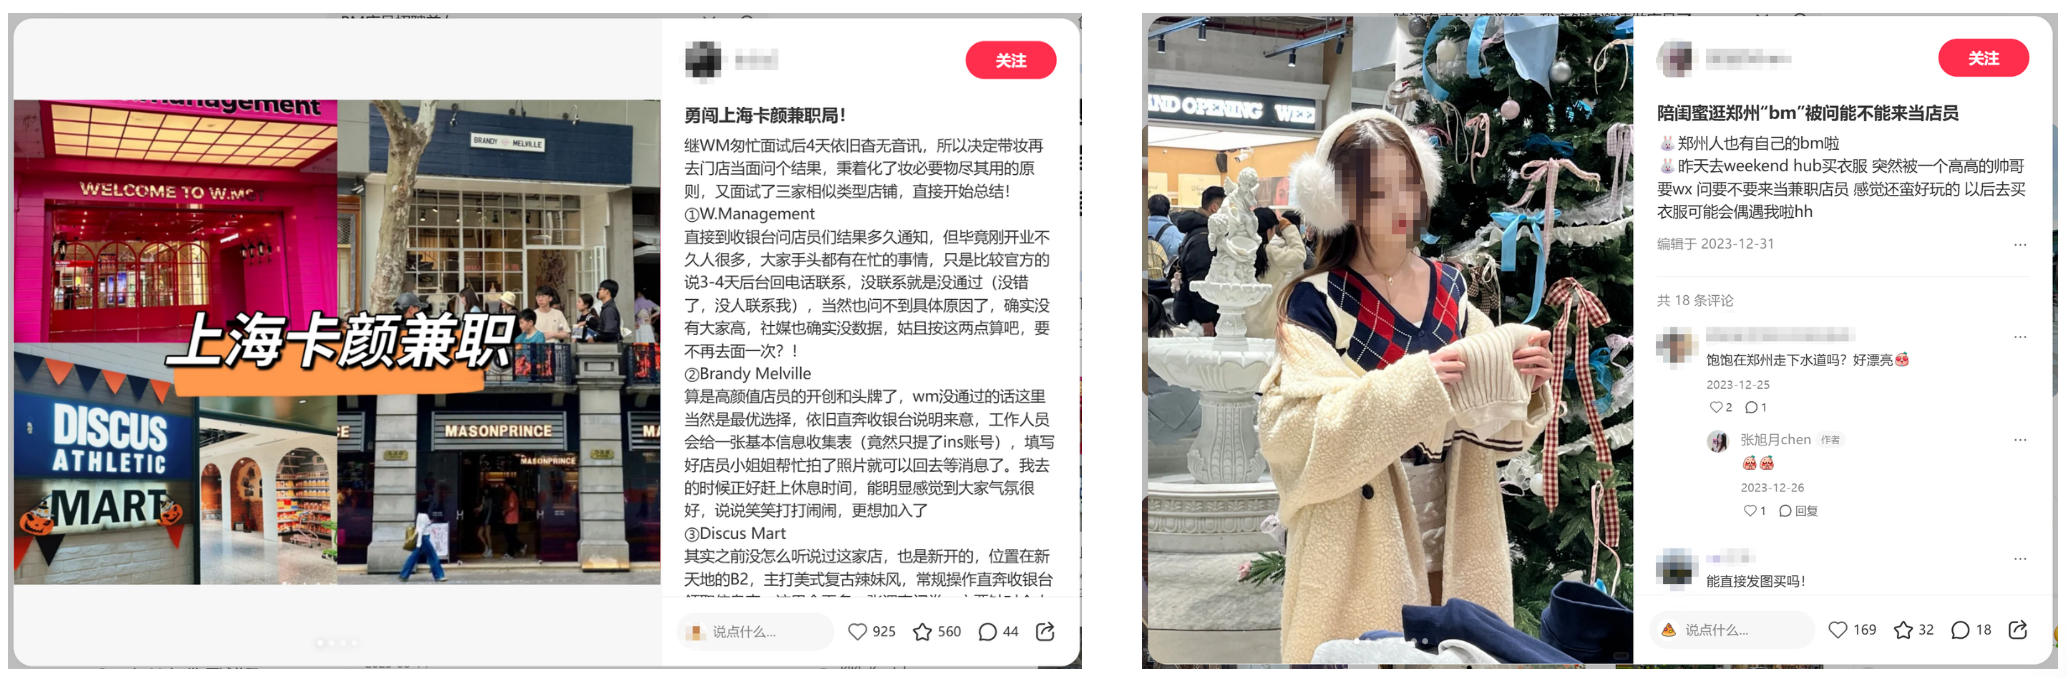 关注
勇闯上海卡颜兼职局！
继WM匆忙面试后4天依旧杳无音讯，所以决定带妆再
去门店当面问个结果，秉着化了妆必要物尽其用的原
则，又面试了三家相似类型店铺，直接开始总结！
①W.Management
直接到收银台问店员们结果多久通知，但毕竟刚开业不
久人很多，大家手头都有在忙的事情，只是比较官方的
说3-4天后台回电话联系，没联系就是没通过（没错
了，没人联系我），当然也问不到具体原因了，确实没
有大家高，社媒也确实没数据，姑且按这两点算吧，要
不再去面一次？！
②Brandy Melville
算是高颜值店员的开创和头牌了，wm没通过的话这里
当然是最优选择，依旧直奔收银台说明来意，工作人员
会给一张基本信息收集表（竟然只提了ins账号），填写
好店员小姐姐帮忙拍了照片就可以回去等消息了。我去
的时候正好赶上休息时间，能明显感觉到大家气氛很
好，说说笑笑打打闹闹，更想加入了
③Discus Mart
其实之前没怎么听说过这家店，也是新开的，位置在新
天地的B2，主打美式复古辣妹风，常规操作直奔收银台
说点什么...
925
560
44
WELCOME TO W.MGT
BRANDY MELVILLE
上海卡颜兼职
DISCUS
ATHLETIC
MART
MASONPRINCE
MASONPRINCE
GRAND OPENING WEE
关注
陪闺蜜逛郑州“bm”被问能不能来当店员
郑州人也有自己的bm啦
昨天去weekend hub买衣服 突然被一个高高的帅哥
要wx 问要不要来当兼职店员 感觉还蛮好玩的 以后去买
衣服可能会偶遇我啦hh
编辑于 2023-12-31
共 18 条评论
饱饱在郑州走下水道吗？好漂亮
2023-12-25
2
1
张旭月chen 作者
2023-12-26
1
回复
能直接发图买吗！
说点什么...
169
32
18